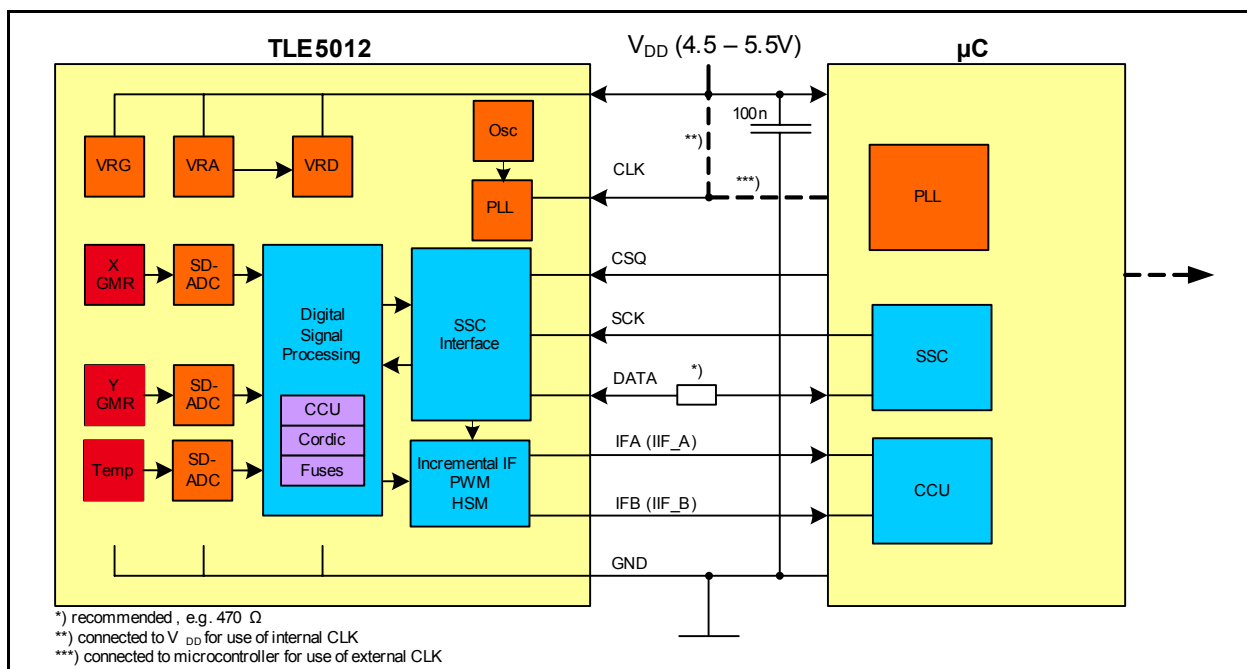 TLE5012
VDD (4.5 – 5.5V)
µC
100n
**)
***)
VRG
VRA
VRD
Osc
PLL
CLK
PLL
X
GMR
SD-
ADC
Digital
Signal
Processing
SSC
Interface
CSQ
SCK
DATA
*)
SSC
Y
GMR
SD-
ADC
CCU
Cordic
Fuses
Temp
SD-
ADC
Incremental IF
PWM
HSM
IFA (IIF_A)
IFB (IIF_B)
CCU
GND
*) recommended , e.g. 470 Ω
**) connected to V DD for use of internal CLK
***) connected to microcontroller for use of external CLK